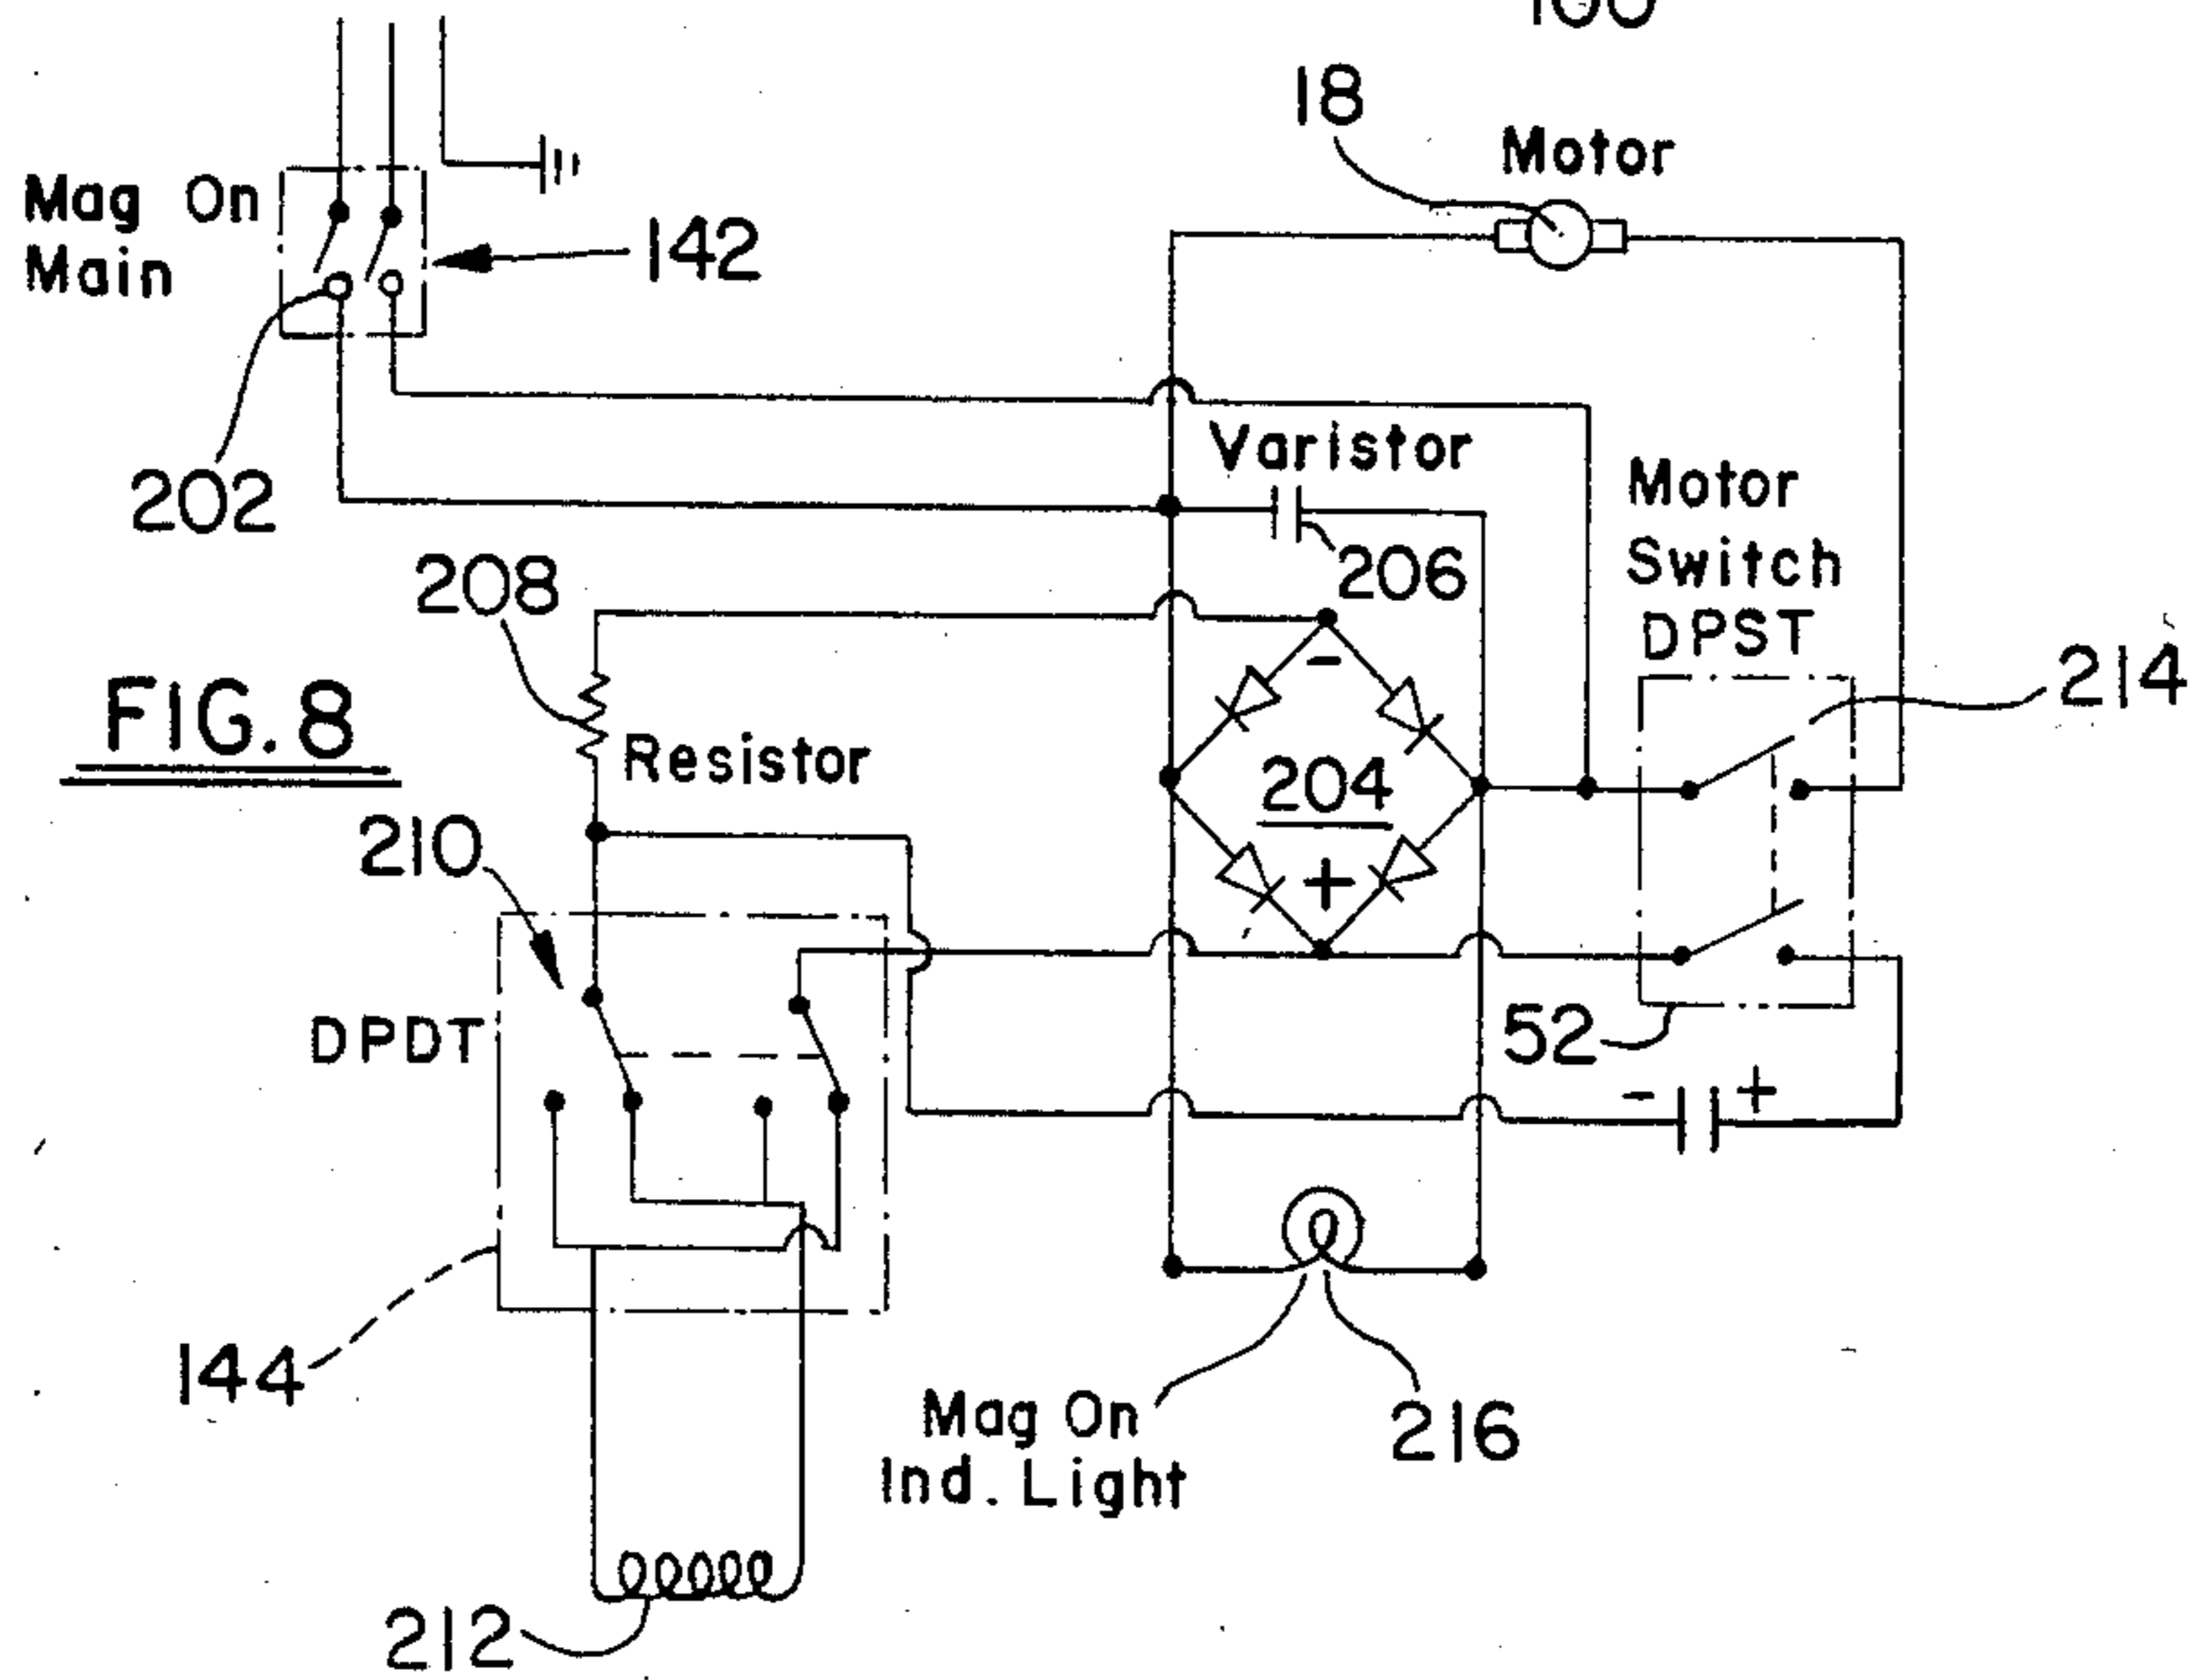 18
Motor
Mag On
Main
142
202
Varistor
206
Motor
Switch
DPST
214
208
FIG. 8
Resistor
204
-
+
210
DPDT
52
- +
144
Mag On
Ind. Light
216
212